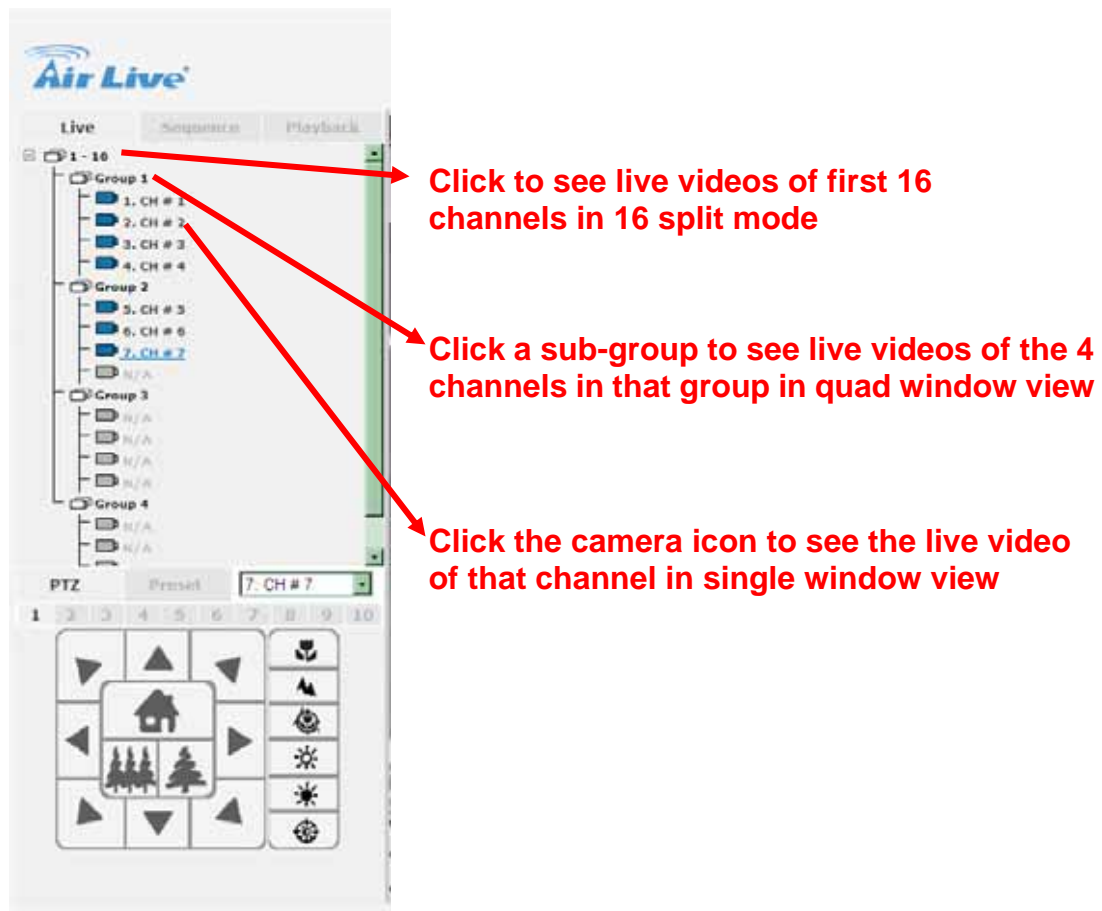 Air Live
Live Sequence Playback
1 - 16
Group 1
1. CH # 1
2. CH # 2
3. CH # 3
4. CH # 4
Group 2
5. CH # 5
6. CH # 6
7. CH # 7
N/A
Group 3
N/A
N/A
N/A
N/A
Group 4
N/A
N/A
PTZ Preset 7. CH # 7
1 2 3 4 5 6 7 8 9 10
Click to see live videos of first 16
channels in 16 split mode
Click a sub-group to see live videos of the 4
channels in that group in quad window view
Click the camera icon to see the live video
of that channel in single window view